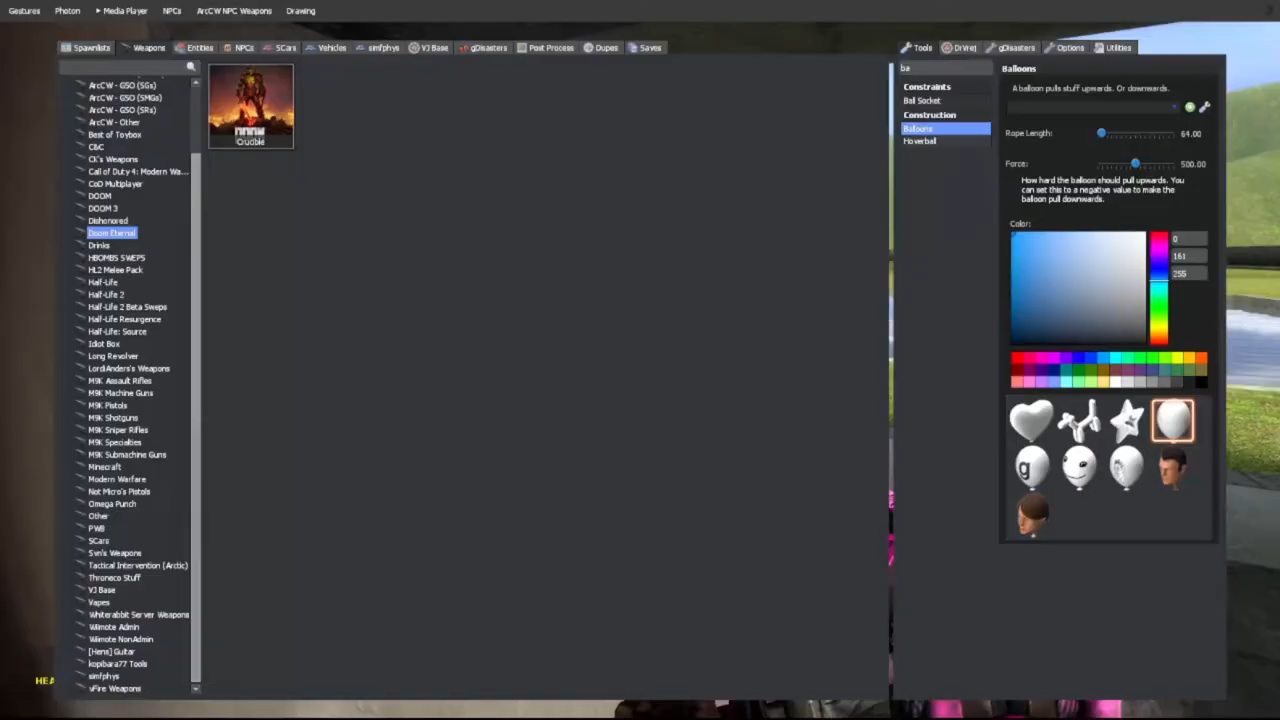 Gestures Photon Media Player NPCs ArcCW NPC Weapons Drawing
Spawnlists Weapons Entities NPCs SCars Vehicles simfphys VJ Base gDisasters Post Process Dupes Saves
Tools DrVrej gDisasters Options Utilities
ArcCW - GSO (SGs)
ArcCW - GSO (SMGs)
ArcCW - GSO (SRs)
ArcCW - Other
Best of Toybox
C&C
CK's Weapons
Call of Duty 4: Modern Wa...
CoD Multiplayer
DOOM
DOOM 3
Dishonored
Doom Eternal
Drinks
HBOMBS SWEPS
HL2 Melee Pack
Half-Life
Half-Life 2
Half-Life 2 Beta Sweps
Half-Life Resurgence
Half-Life: Source
Idiot Box
Long Revolver
LordiAnders's Weapons
M9K Assault Rifles
M9K Machine Guns
M9K Pistols
M9K Shotguns
M9K Sniper Rifles
M9K Specialties
M9K Submachine Guns
Minecraft
Modern Warfare
Not Micro's Pistols
Omega Punch
Other
PWB
SCars
Svn's Weapons
Tactical Intervention (Arctic)
Throneco Stuff
VJ Base
Vapes
Whiterabbit Server Weapons
Wiimote Admin
Wiimote NonAdmin
[Hens] Guitar
kopibara77 Tools
simfphys
vFire Weapons
DOOM
Crucible
ba
Constraints
Ball Socket
Construction
Balloons
Hoverball
Balloons
A balloon pulls stuff upwards. Or downwards.
Rope Length: 64.00
Force: 500.00
How hard the balloon should pull upwards. You
can set this to a negative value to make the
balloon pull downwards.
Color:
0
161
255
g
HEA